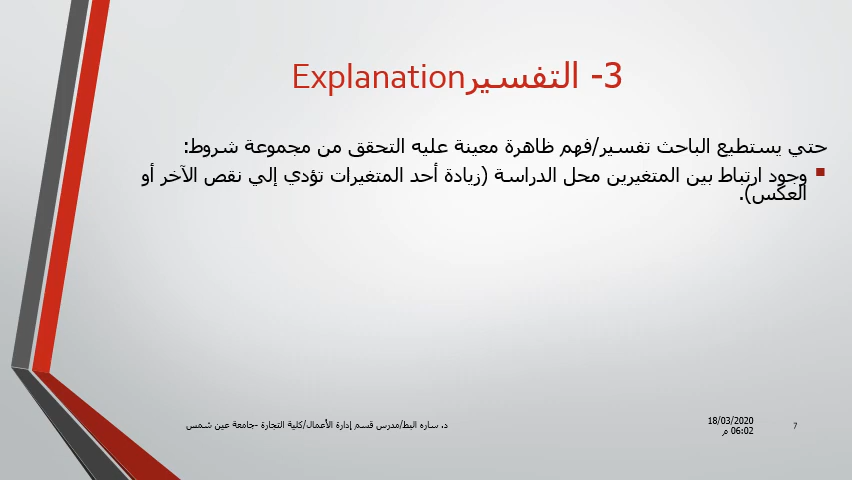 3- التفسيرExplanation
حتي يستطيع الباحث تفسير/فهم ظاهرة معينة عليه التحقق من مجموعة شروط:
وجود ارتباط بين المتغيرين محل الدراسة (زيادة أحد المتغيرات تؤدي إلي نقص الآخر أو
العكس).
18/03/2020
06:02 م
د. ساره البط/مدرس قسم إدارة الأعمال/كلية التجارة -جامعة عين شمس
7